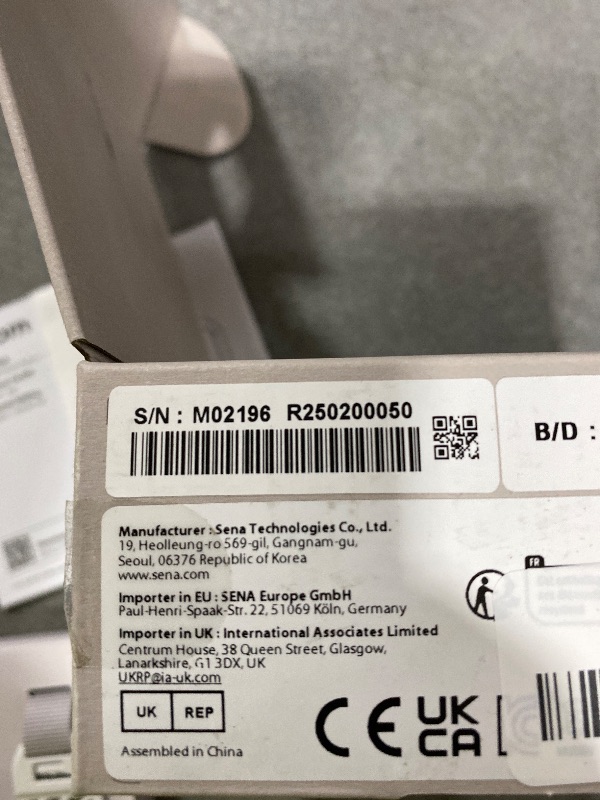 S/N : M02196 R250200050
B/D :
Manufacturer : Sena Technologies Co., Ltd.
19, Heolleung-ro 569-gil, Gangnam-gu,
Seoul, 06376 Republic of Korea
www.sena.com
Importer in EU : SENA Europe GmbH
Paul-Henri-Spaak-Str. 22, 51069 Köln, Germany
Importer in UK : International Associates Limited
Centrum House, 38 Queen Street, Glasgow,
Lanarkshire, G1 3DX, UK
UKRP@ia-uk.com
UK REP
CE UK
CA
Assembled in China
FR